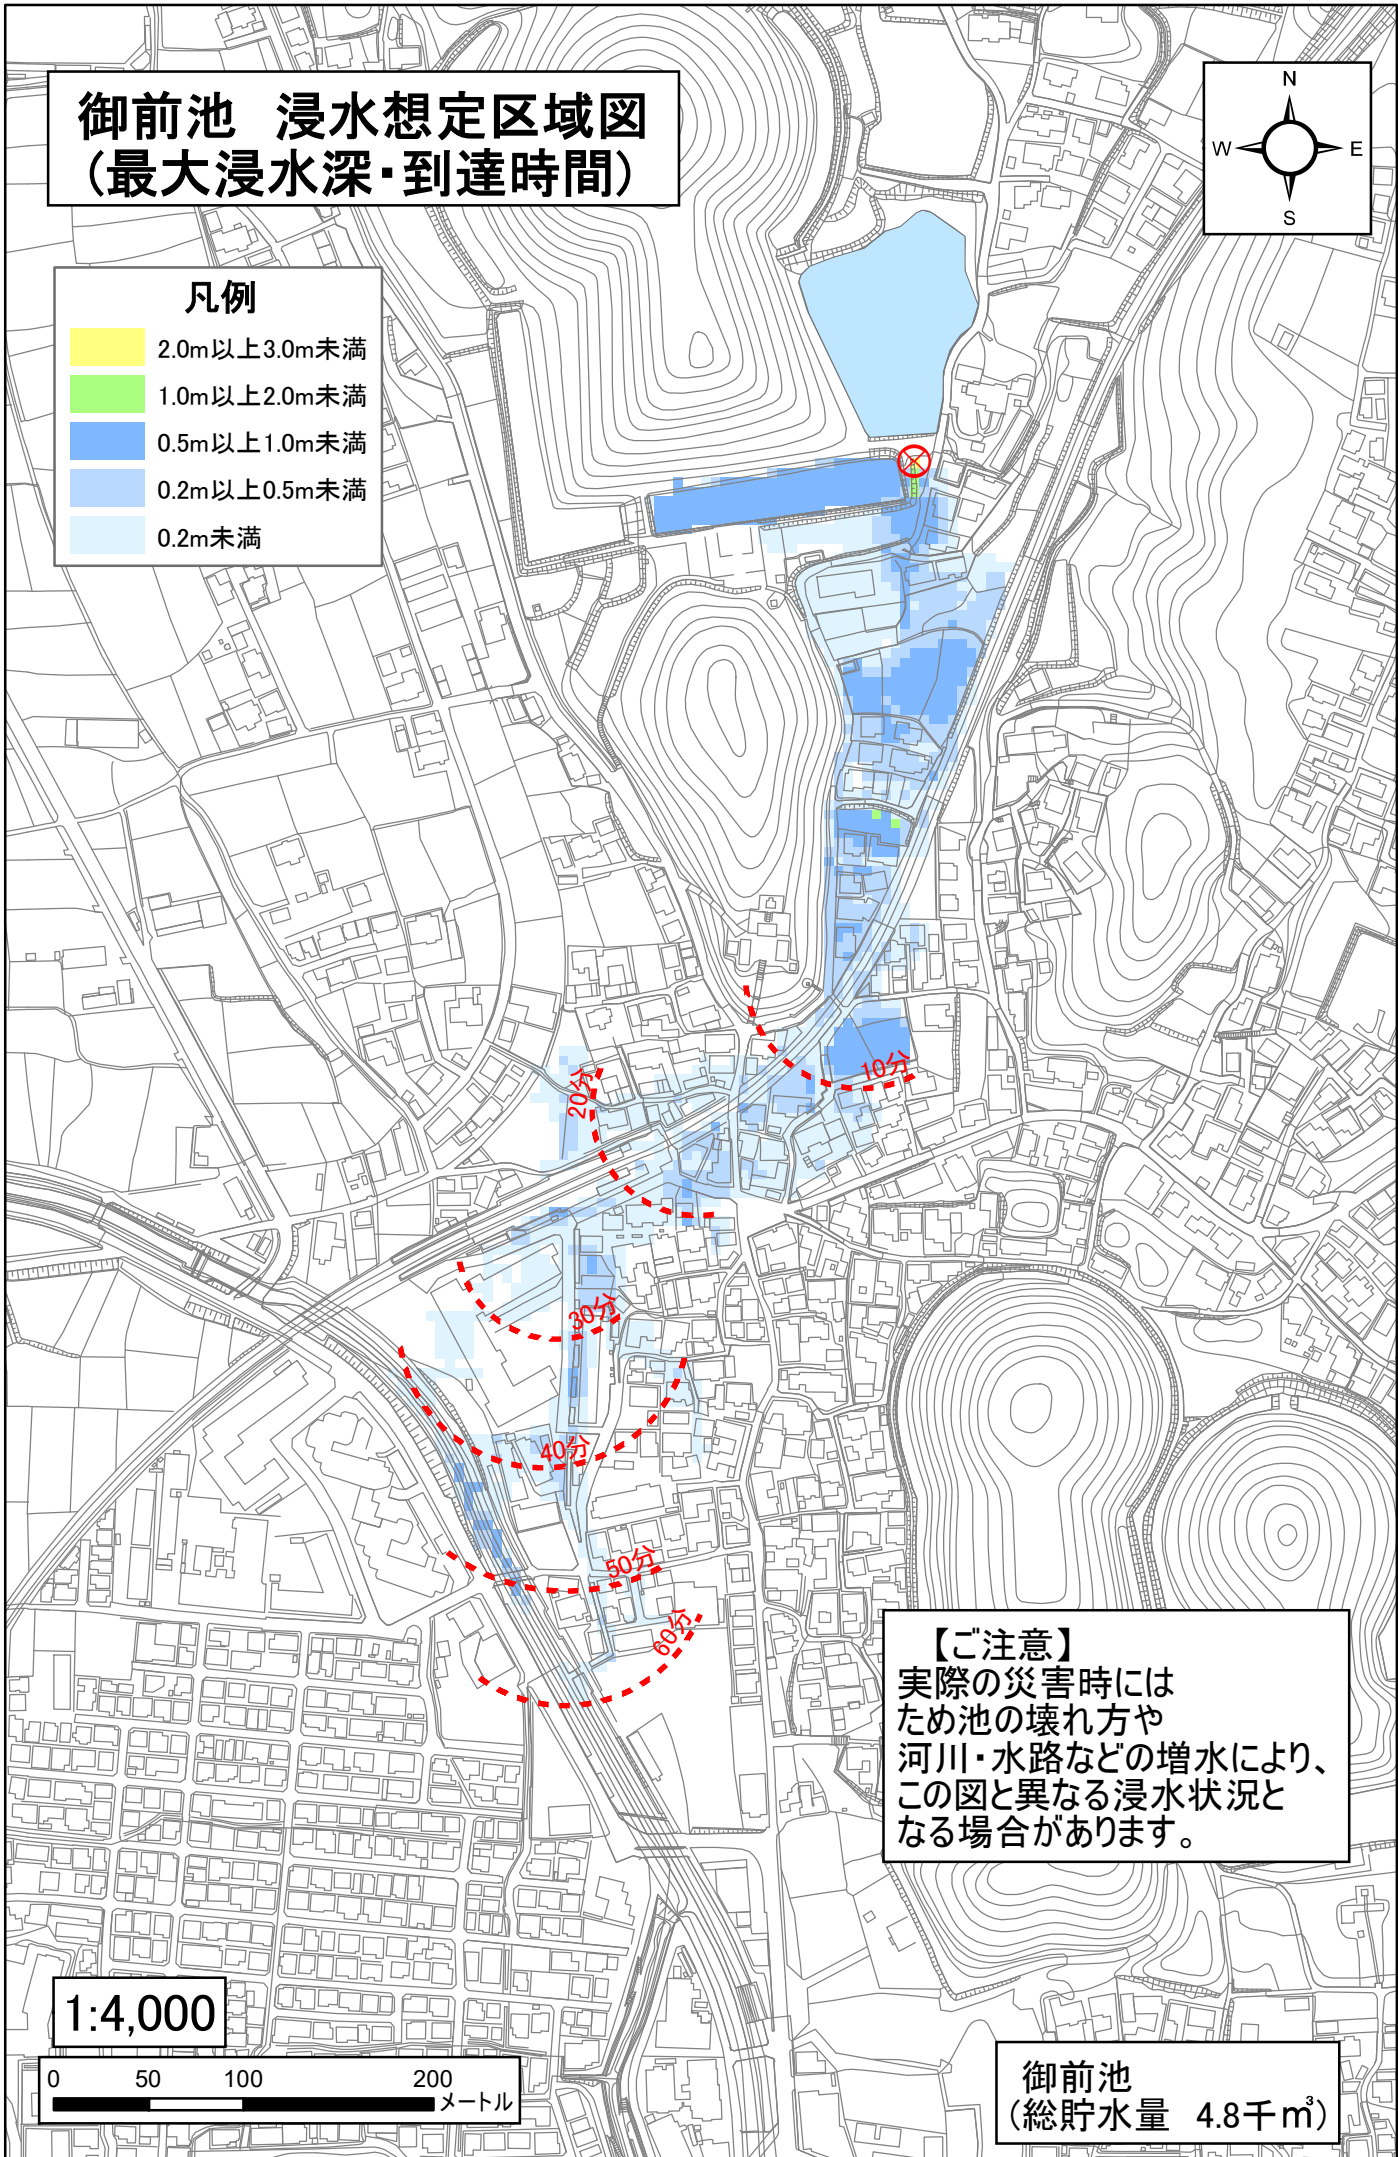 御前池 浸水想定区域図
(最大浸水深・到達時間)
N
W E
S
凡例
2.0m以上3.0m未満
1.0m以上2.0m未満
0.5m以上1.0m未満
0.2m以上0.5m未満
0.2m未満
10分
20分
30分
40分
50分
60分
【ご注意】
実際の災害時には
ため池の壊れ方や
河川・水路などの増水により、
この図と異なる浸水状況と
なる場合があります。
1:4,000
0 50 100 200
メートル
御前池
(総貯水量 4.8千㎥)